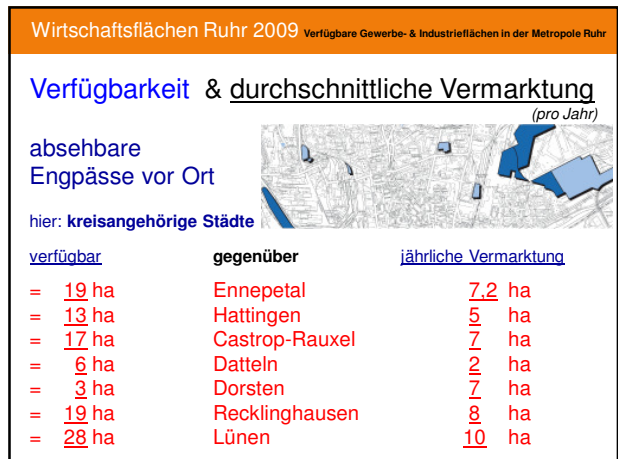 Wirtschaftsflächen Ruhr 2009 Verfügbare Gewerbe- & Industrieflächen in der Metropole Ruhr
Verfügbarkeit & durchschnittliche Vermarktung
(pro Jahr)
absehbare
Engpässe vor Ort
hier: kreisangehörige Städte
verfügbar gegenüber jährliche Vermarktung
= 19 ha Ennepetal 7,2 ha
= 13 ha Hattingen 5 ha
= 17 ha Castrop-Rauxel 7 ha
= 6 ha Datteln 2 ha
= 3 ha Dorsten 7 ha
= 19 ha Recklinghausen 8 ha
= 28 ha Lünen 10 ha